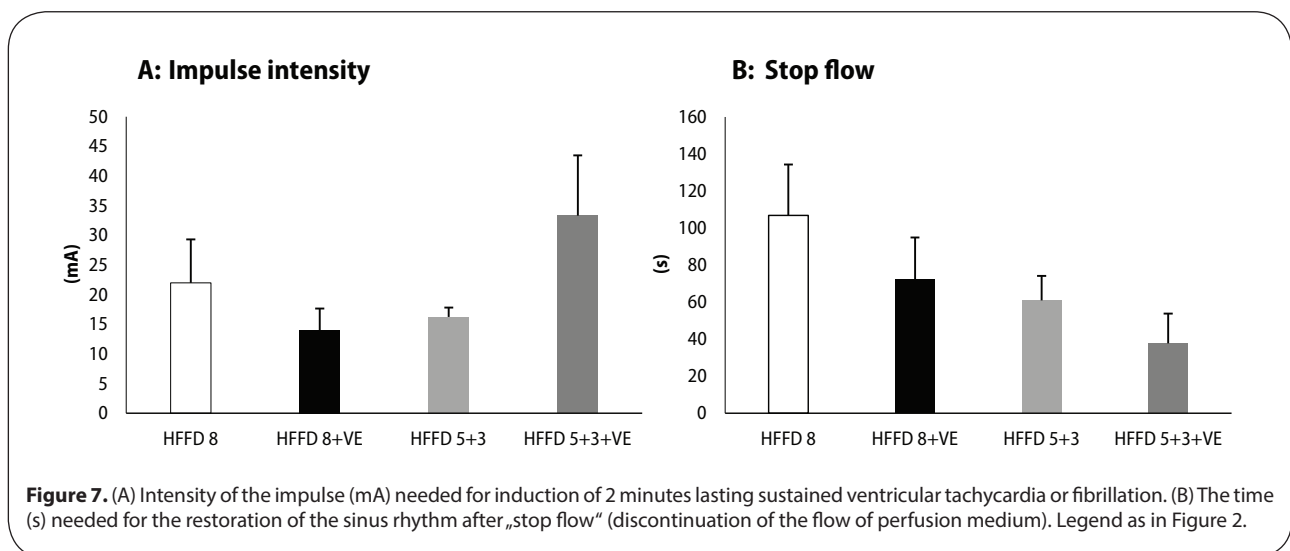 A: Impulse intensity
50
45
40
35
30
25
20
15
10
5
0
(mA)
HFFD 8 HFFD 8+VE HFFD 5+3 HFFD 5+3+VE
B: Stop flow
160
140
120
100
80
60
40
20
0
(s)
HFFD 8 HFFD 8+VE HFFD 5+3 HFFD 5+3+VE
Figure 7. (A) Intensity of the impulse (mA) needed for induction of 2 minutes lasting sustained ventricular tachycardia or fibrillation. (B) The time
(s) needed for the restoration of the sinus rhythm after „stop flow“ (discontinuation of the flow of perfusion medium). Legend as in Figure 2.